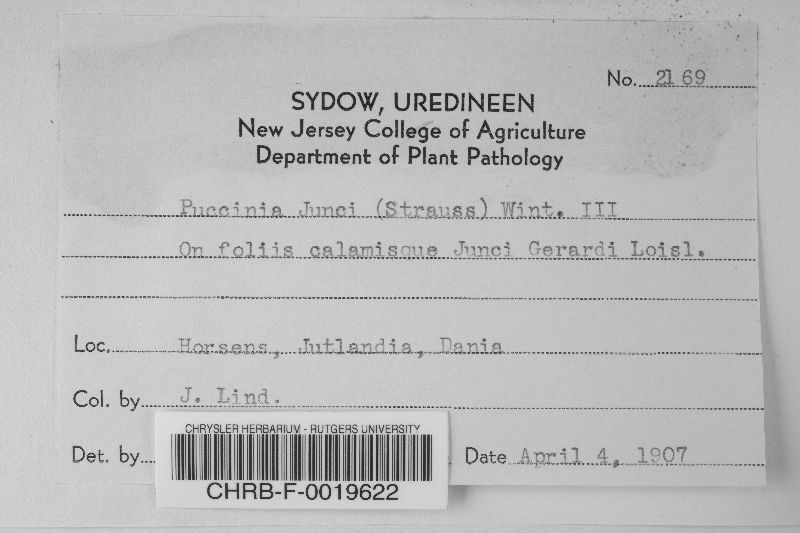 No. 2169
SYDOW, UREDINEEN
New Jersey College of Agriculture
Department of Plant Pathology
Puccinia Junci (Strauss) Wint. III
On foliis calamisque Junci Gerardi Loisl.
Loc. Horsens, Jutlandia, Dania
Col. by J. Lind.
Det. by
Date April 4, 1907
CHRYSLER HERBARIUM - RUTGERS UNIVERSITY
CHRB-F-0019622